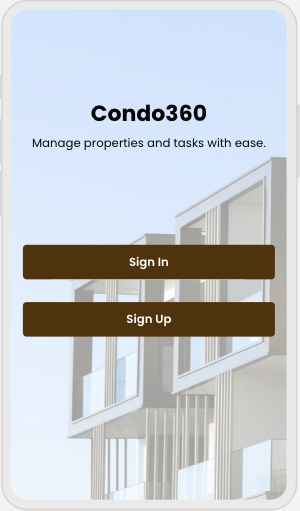 Condo360
Manage properties and tasks with ease.
Sign In
Sign Up